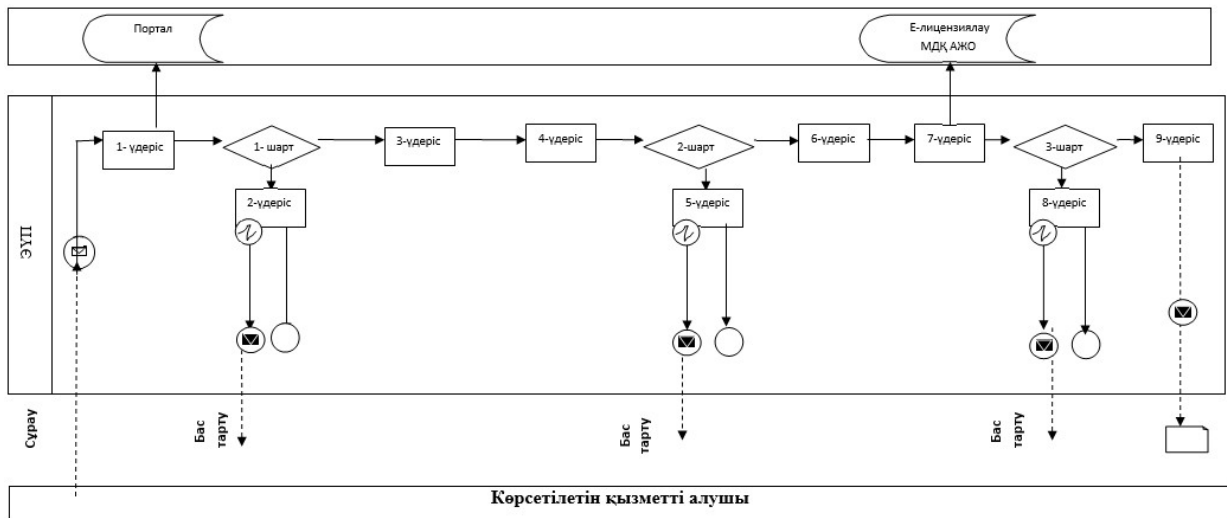 Портал
Е-лицензиялау
МДҚ АЖО
1- үдеріс
1- шарт
3-үдеріс
4-үдеріс
2-шарт
6-үдеріс
7-үдеріс
3-шарт
9-үдеріс
2-үдеріс
5-үдеріс
8-үдеріс
ЭҮП
Сұрау
Бас
тарту
Бас
тарту
Бас
тарту
Көрсетілетін қызметті алушы